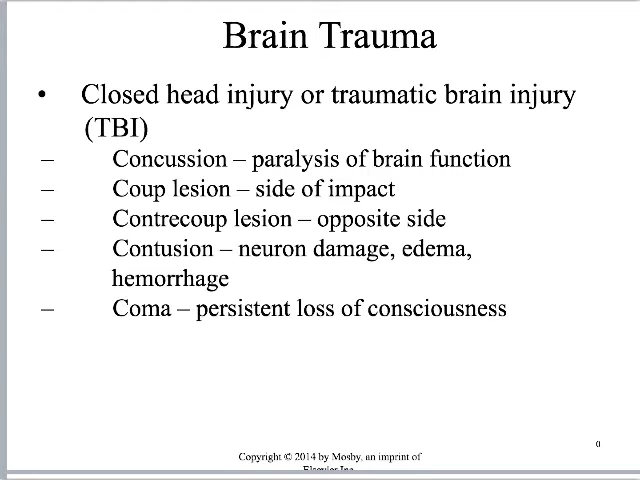 Brain Trauma
• Closed head injury or traumatic brain injury
(TBI)
– Concussion – paralysis of brain function
– Coup lesion – side of impact
– Contrecoup lesion – opposite side
– Contusion – neuron damage, edema,
hemorrhage
– Coma – persistent loss of consciousness
0
Copyright © 2014 by Mosby, an imprint of
Elsevier Inc.